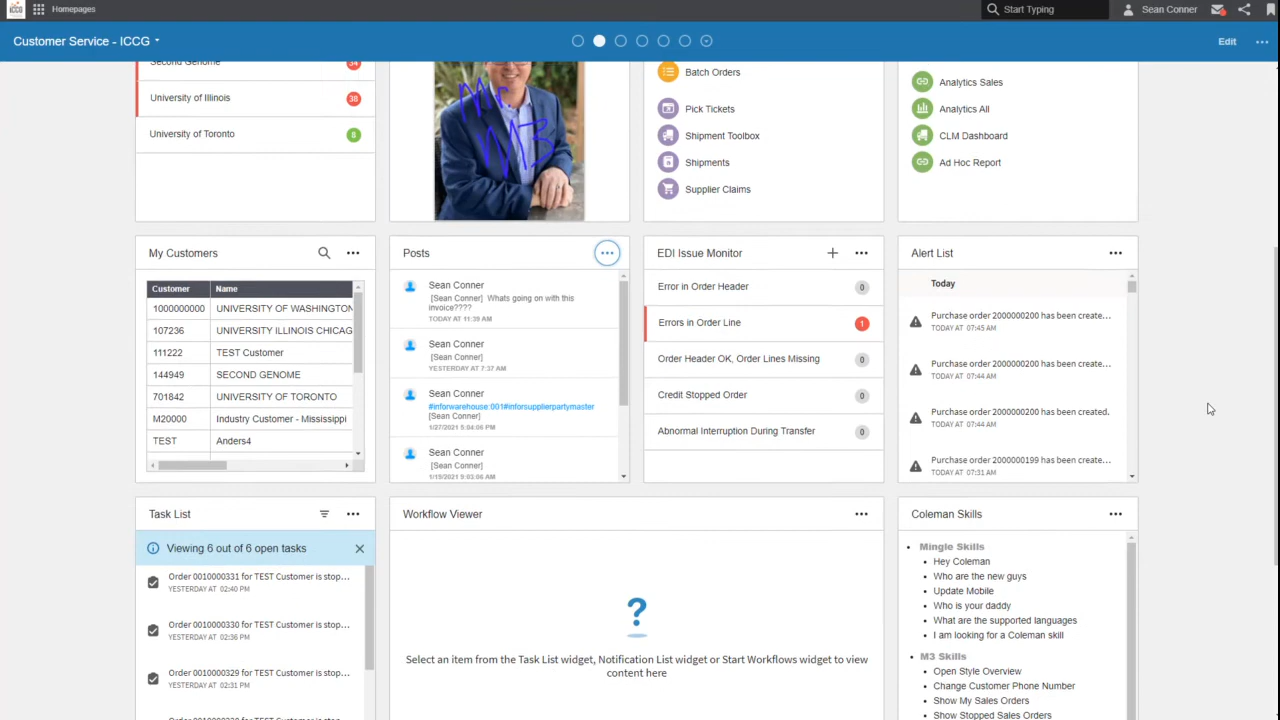 ICCG
Homepages
Start Typing
Sean Conner
Customer Service - ICCG
Edit
Second Genome
34
University of Illinois
38
University of Toronto
6
Mr.
M3
Batch Orders
Pick Tickets
Shipment Toolbox
Shipments
Supplier Claims
Analytics Sales
Analytics All
CLM Dashboard
Ad Hoc Report
My Customers
Customer Name
1000000000 UNIVERSITY OF WASHINGTON
107236 UNIVERSITY ILLINOIS CHICAG
111222 TEST Customer
144949 SECOND GENOME
701842 UNIVERSITY OF TORONTO
M20000 Industry Customer - Mississippi
TEST Anders4
Posts
Sean Conner
[Sean Conner] Whats going on with this
invoice????
TODAY AT 11:39 AM
Sean Conner
[Sean Conner]
YESTERDAY AT 7:37 AM
Sean Conner
#inforwarehouse:001#inforsupplierpartymaster
[Sean Conner]
1/27/2021 5:04:06 PM
Sean Conner
[Sean Conner]
1/19/2021 9:03:06 AM
EDI Issue Monitor
Error in Order Header 0
Errors in Order Line 1
Order Header OK, Order Lines Missing 0
Credit Stopped Order 0
Abnormal Interruption During Transfer 0
Alert List
Today
Purchase order 2000000200 has been create...
TODAY AT 07:45 AM
Purchase order 2000000200 has been create...
TODAY AT 07:44 AM
Purchase order 2000000200 has been created.
TODAY AT 07:44 AM
Purchase order 2000000199 has been create...
TODAY AT 07:31 AM
Task List
Viewing 6 out of 6 open tasks
Order 0010000331 for TEST Customer is stop...
YESTERDAY AT 02:40 PM
Order 0010000330 for TEST Customer is stop...
YESTERDAY AT 02:36 PM
Order 0010000329 for TEST Customer is stop...
YESTERDAY AT 02:31 PM
Workflow Viewer
?
Select an item from the Task List widget, Notification List widget or Start Workflows widget to view
content here
Coleman Skills
Mingle Skills
Hey Coleman
Who are the new guys
Update Mobile
Who is your daddy
What are the supported languages
I am looking for a Coleman skill
M3 Skills
Open Style Overview
Change Customer Phone Number
Show My Sales Orders
Show Stopped Sales Orders